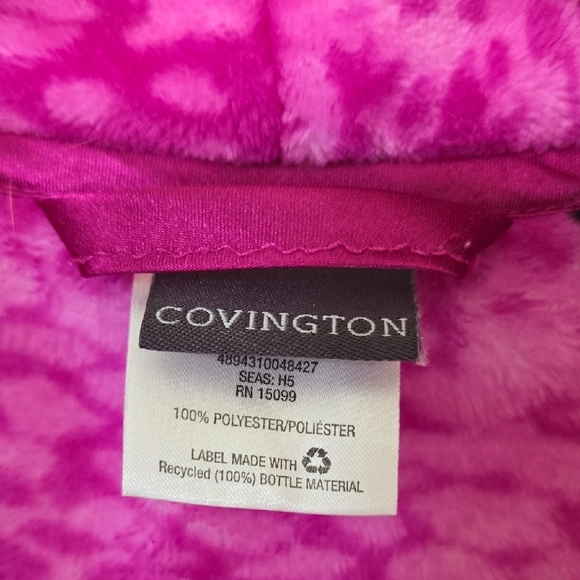 COVINGTON
4894310048427
SEAS: H5
RN 15099
100% POLYESTER/POLIÉSTER
LABEL MADE WITH
Recycled (100%) BOTTLE MATERIAL